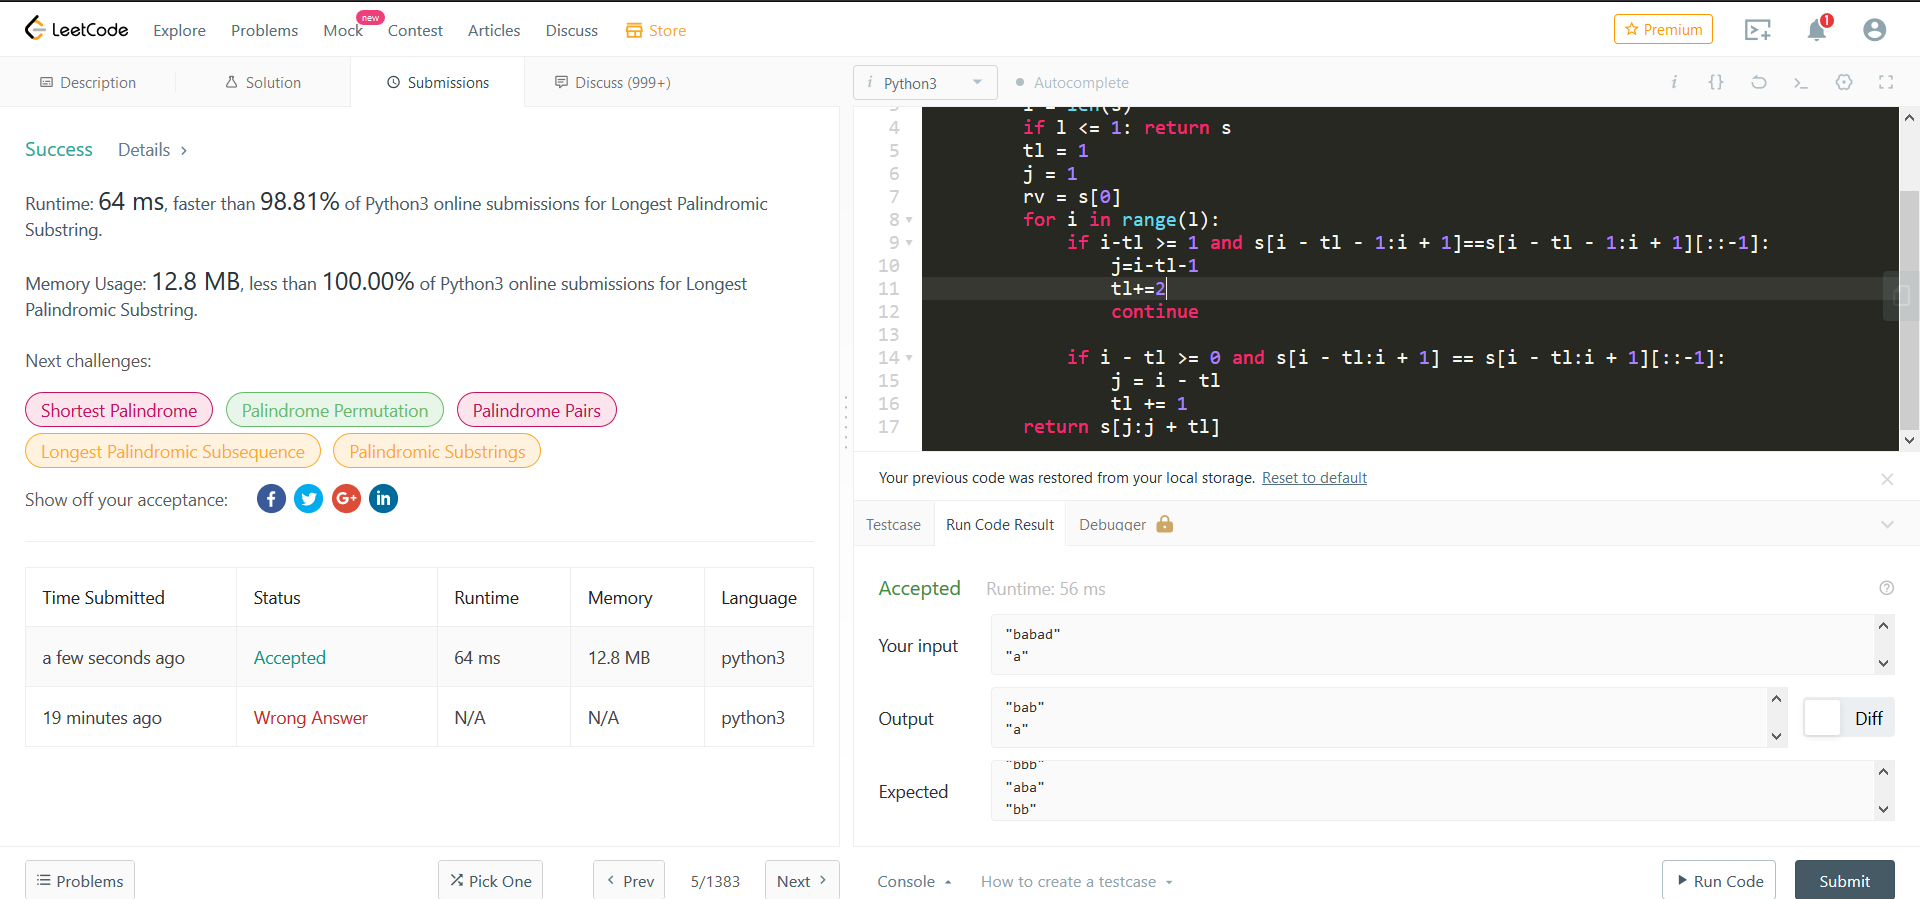 LeetCode Explore Problems Mock new Contest Articles Discuss Store Premium 1
Description Solution Submissions Discuss (999+)
Success Details >
Runtime: 64 ms, faster than 98.81% of Python3 online submissions for Longest Palindromic
Substring.
Memory Usage: 12.8 MB, less than 100.00% of Python3 online submissions for Longest
Palindromic Substring.
Next challenges:
Shortest Palindrome Palindrome Permutation Palindrome Pairs
Longest Palindromic Subsequence Palindromic Substrings
Show off your acceptance: f G+ in
Time Submitted Status Runtime Memory Language
a few seconds ago Accepted 64 ms 12.8 MB python3
19 minutes ago Wrong Answer N/A N/A python3
Problems Pick One < Prev 5/1383 Next >
i Python3 Autocomplete i {}
4 if l <= 1: return s
5 tl = 1
6 j = 1
7 rv = s[0]
8 for i in range(l):
9 if i-tl >= 1 and s[i - tl - 1:i + 1]==s[i - tl - 1:i + 1][::-1]:
10 j=i-tl-1
11 tl+=2
12 continue
13
14 if i - tl >= 0 and s[i - tl:i + 1] == s[i - tl:i + 1][::-1]:
15 j = i - tl
16 tl += 1
17 return s[j:j + tl]
Your previous code was restored from your local storage. Reset to default
Testcase Run Code Result Debugger
Accepted Runtime: 56 ms
Your input
"babad"
"a"
Output
"bab"
"a"
Diff
Expected
"bbb"
"aba"
"bb"
Console How to create a testcase Run Code Submit